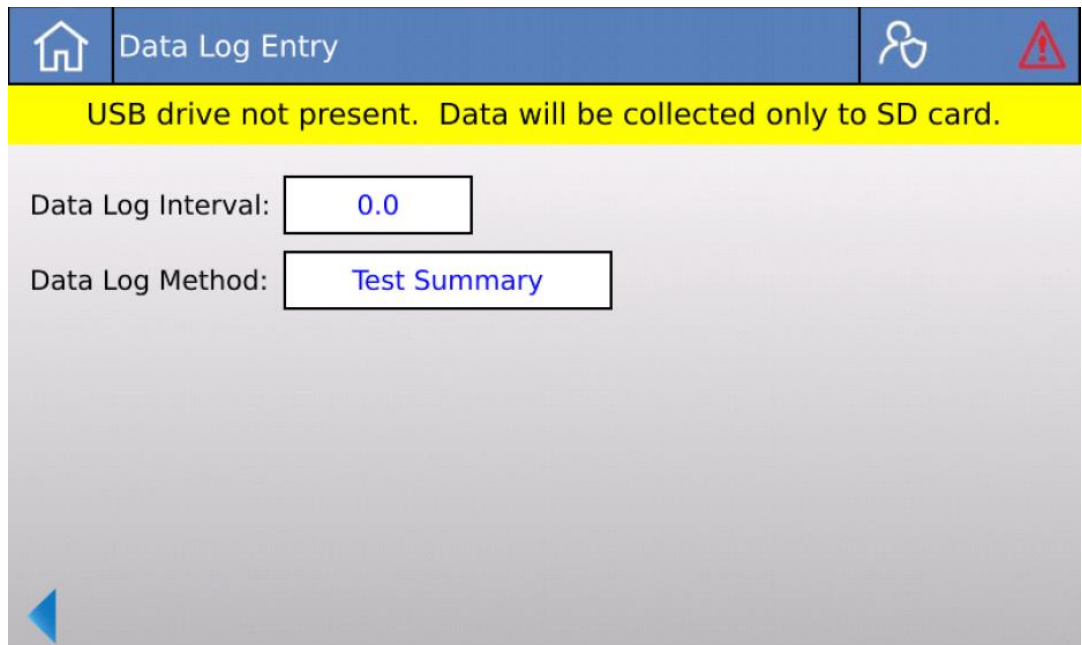 Data Log Entry
USB drive not present.  Data will be collected only to SD card.
Data Log Interval: 0.0
Data Log Method: Test Summary